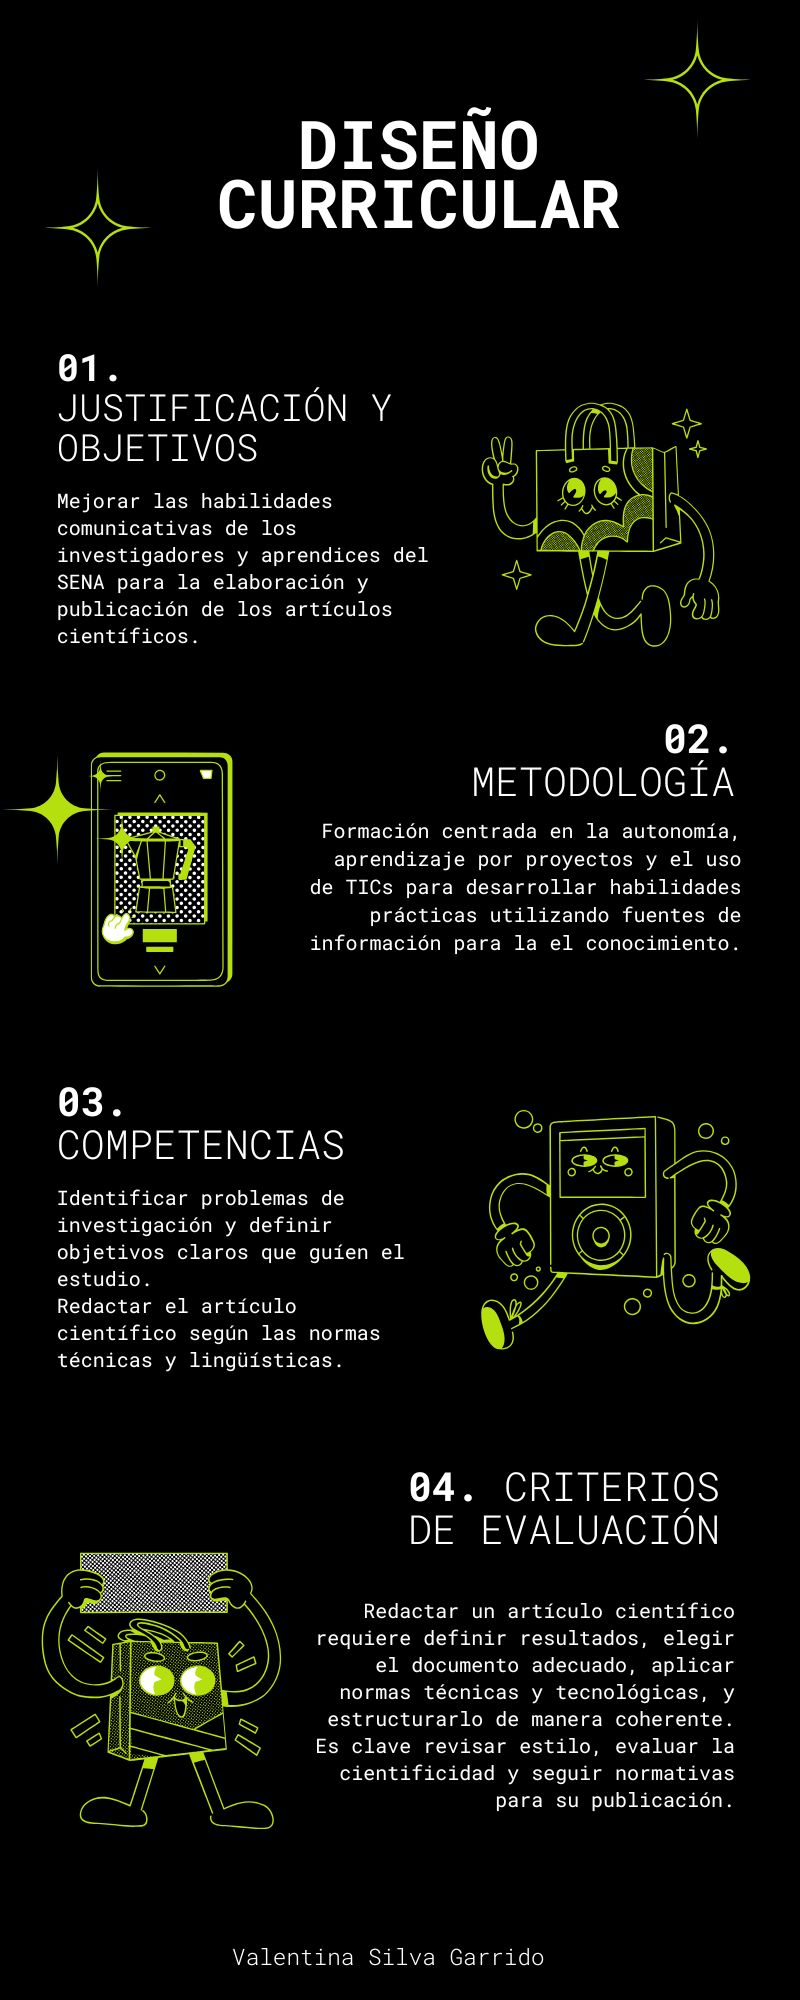 DISEÑO
CURRICULAR
01.
JUSTIFICACIÓN Y
OBJETIVOS
Mejorar las habilidades
comunicativas de los
investigadores y aprendices del
SENA para la elaboración y
publicación de los artículos
científicos.
02.
METODOLOGÍA
Formación centrada en la autonomía,
aprendizaje por proyectos y el uso
de TICs para desarrollar habilidades
prácticas utilizando fuentes de
información para la el conocimiento.
03.
COMPETENCIAS
Identificar problemas de
investigación y definir
objetivos claros que guíen el
estudio.
Redactar el artículo
científico según las normas
técnicas y lingüísticas.
04. CRITERIOS
DE EVALUACIÓN
Redactar un artículo científico
requiere definir resultados, elegir
el documento adecuado, aplicar
normas técnicas y tecnológicas, y
estructurarlo de manera coherente.
Es clave revisar estilo, evaluar la
cientificidad y seguir normativas
para su publicación.
Valentina Silva Garrido